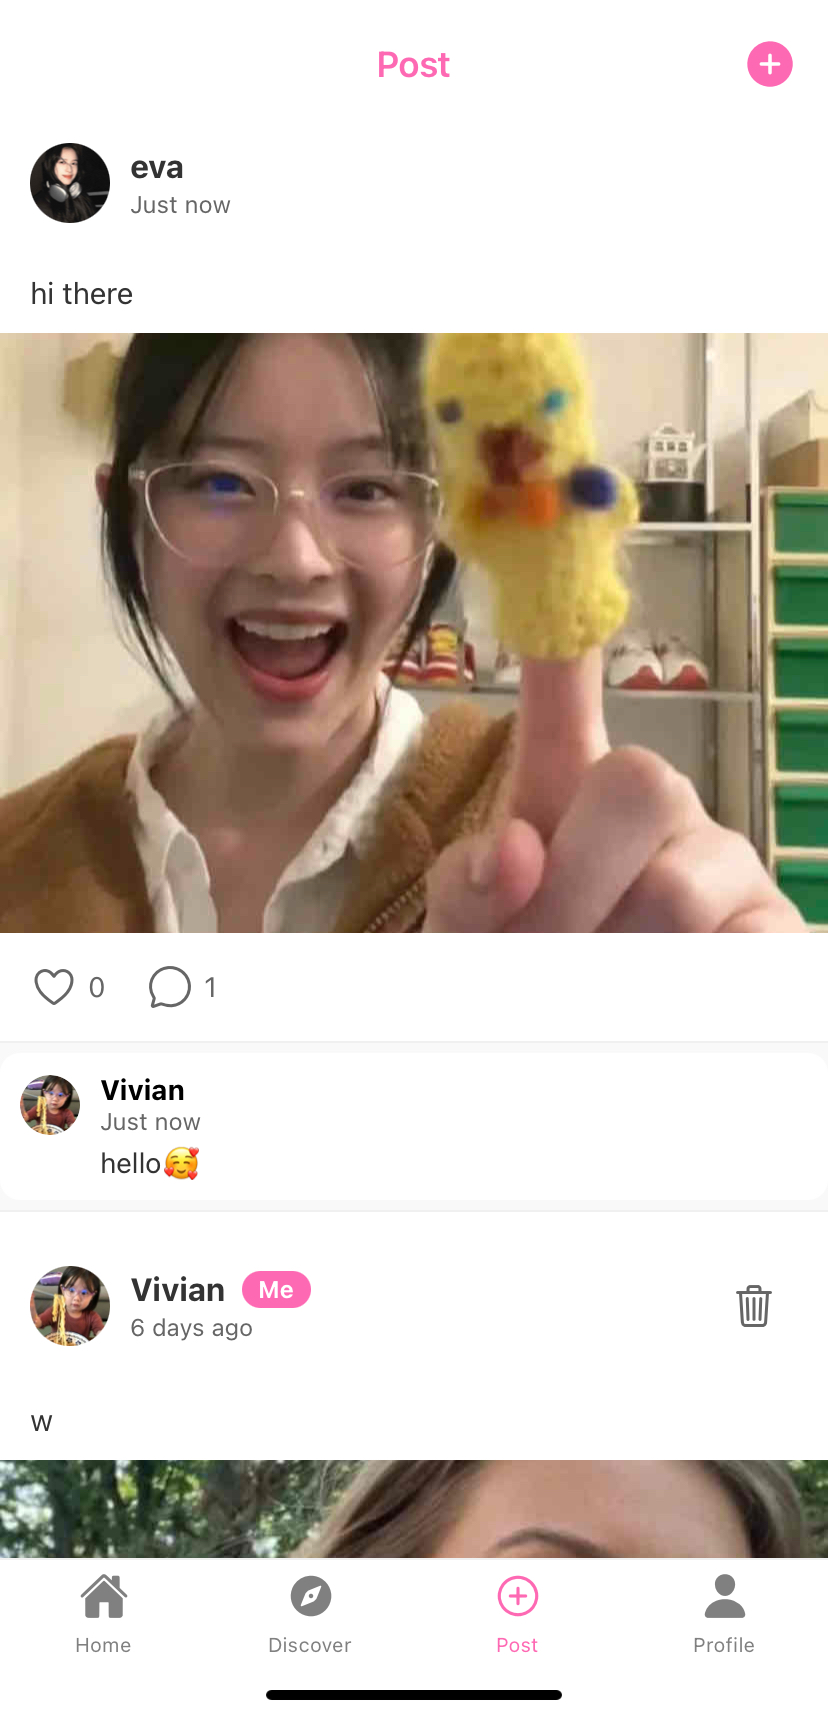 Post
eva
Just now
hi there
0
1
Vivian
Just now
hello🥰
Vivian Me
6 days ago
w
Home
Discover
Post
Profile